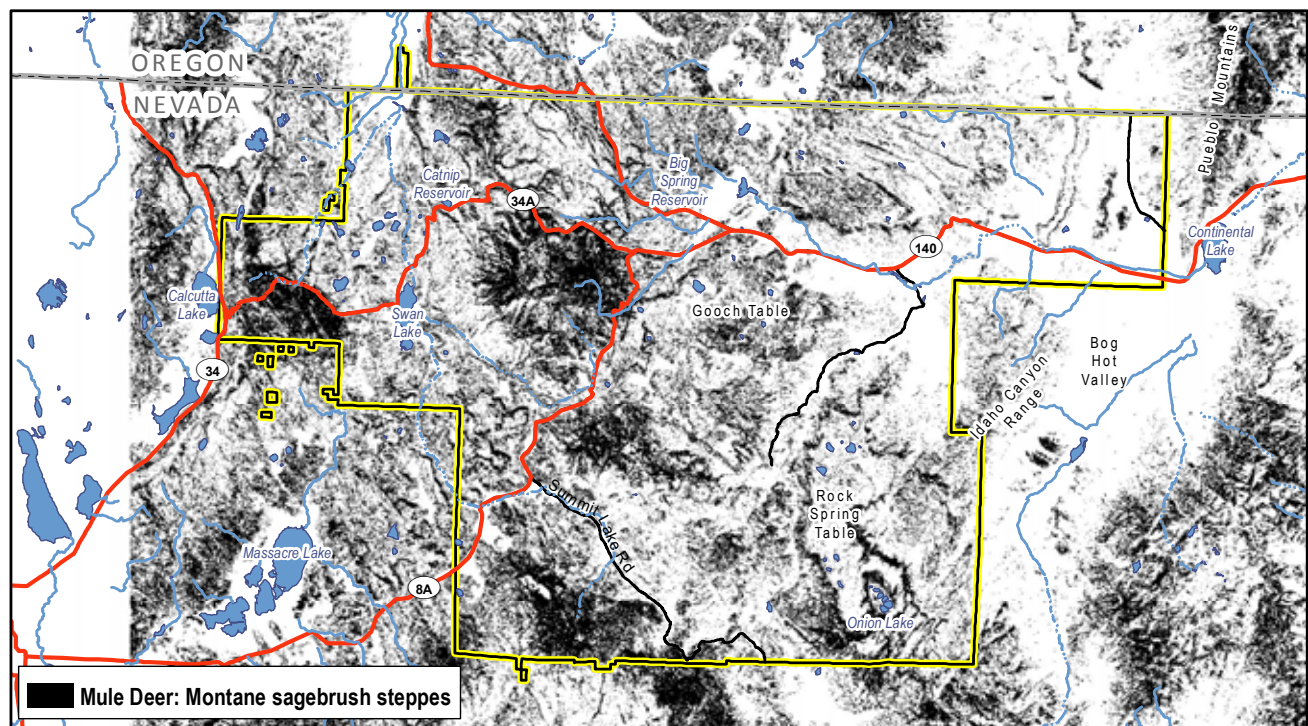 OREGON
NEVADA
Pueblo Mountains
Catnip
Reservoir
Big
Spring
Reservoir
34A
140
Continental
Lake
Calcutta
Lake
Swan
Lake
Gooch Table
Bog
Hot
Valley
34
Idaho Canyon
Range
Summit Lake Rd
Rock
Spring
Table
Massacre Lake
8A
Onion Lake
Mule Deer: Montane sagebrush steppes